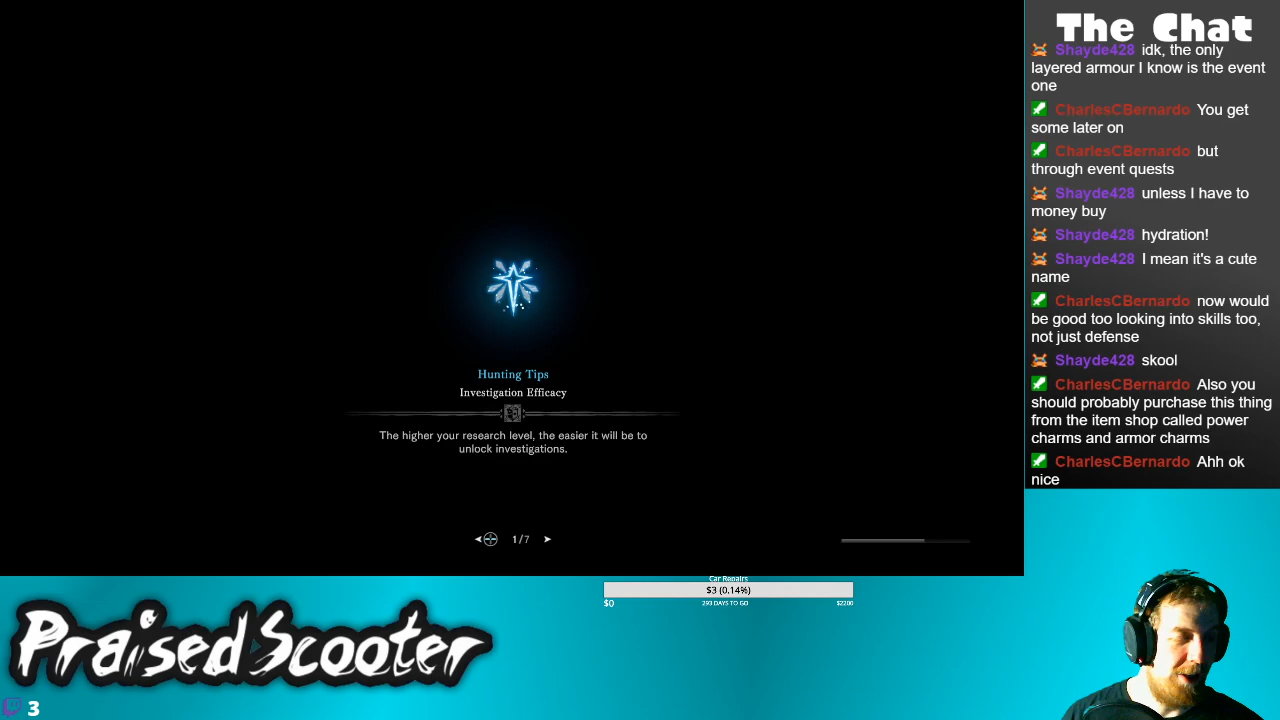 The Chat
Shayde428 idk, the only
layered armour I know is the event
one
CharlesCBernardo You get
some later on
CharlesCBernardo but
through event quests
Shayde428 unless I have to
money buy
Shayde428 hydration!
Shayde428 I mean it's a cute
name
CharlesCBernardo now would
be good too looking into skills too,
not just defense
Shayde428 skool
CharlesCBernardo Also you
should probably purchase this thing
from the item shop called power
charms and armor charms
CharlesCBernardo Ahh ok
nice
Hunting Tips
Investigation Efficacy
The higher your research level, the easier it will be to
unlock investigations.
1/7
Car Repairs
$3 (0.14%)
$0 293 DAYS TO GO $2200
PraisedScooter
3